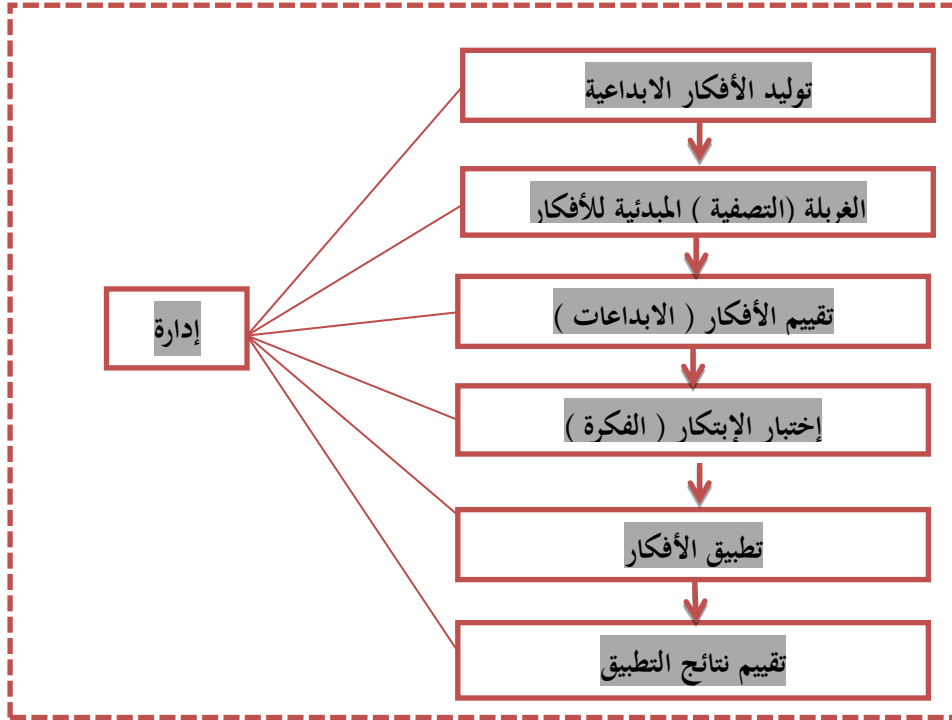 توليد الأفكار الابداعية
الغربلة (التصفية ) المبدئية للأفكار
تقييم الأفكار ( الابداعات )
إدارة
إختبار الإبتكار ( الفكرة )
تطبيق الأفكار
تقييم نتائج التطبيق